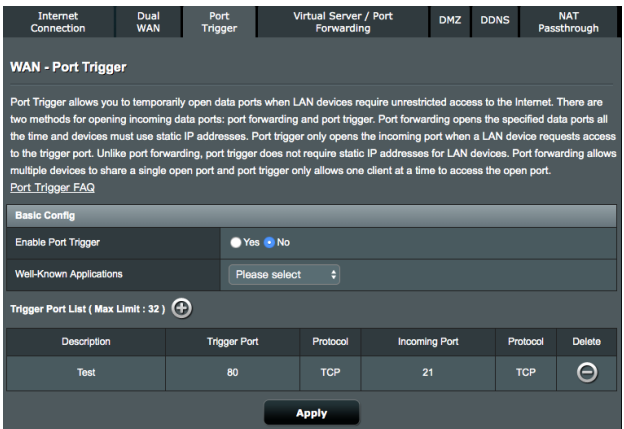 Internet Connection
Dual WAN
Port Trigger
Virtual Server / Port Forwarding
DMZ
DDNS
NAT Passthrough
WAN - Port Trigger
Port Trigger allows you to temporarily open data ports when LAN devices require unrestricted access to the Internet. There are
two methods for opening incoming data ports: port forwarding and port trigger. Port forwarding opens the specified data ports all
the time and devices must use static IP addresses. Port trigger only opens the incoming port when a LAN device requests access
to the trigger port. Unlike port forwarding, port trigger does not require static IP addresses for LAN devices. Port forwarding allows
multiple devices to share a single open port and port trigger only allows one client at a time to access the open port.
Port Trigger FAQ
Basic Config
Enable Port Trigger Yes No
Well-Known Applications Please select
Trigger Port List ( Max Limit : 32 )
Description Trigger Port Protocol Incoming Port Protocol Delete
Test 80 TCP 21 TCP
Apply